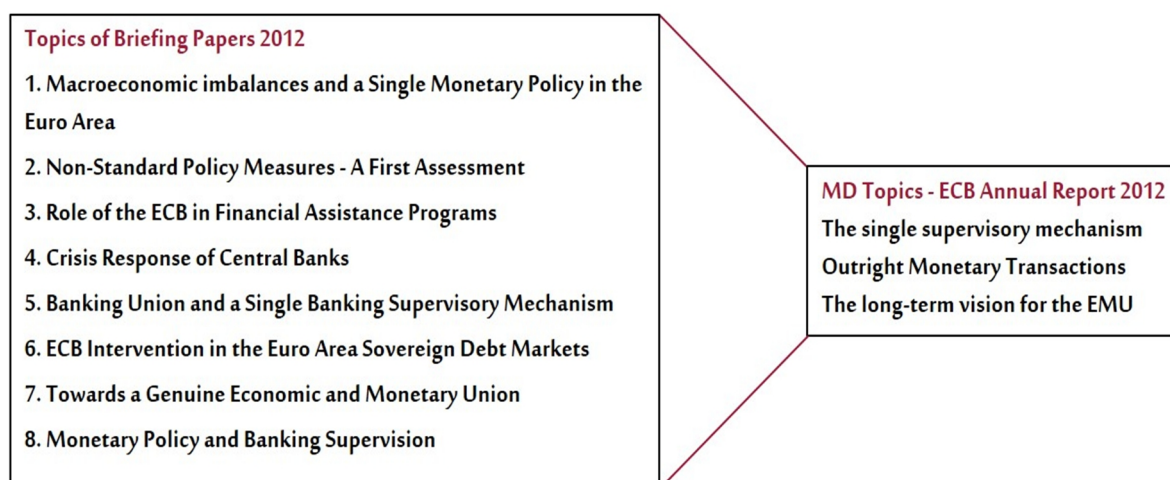 Topics of Briefing Papers 2012
1. Macroeconomic imbalances and a Single Monetary Policy in the
Euro Area
2. Non-Standard Policy Measures - A First Assessment
3. Role of the ECB in Financial Assistance Programs
4. Crisis Response of Central Banks
5. Banking Union and a Single Banking Supervisory Mechanism
6. ECB Intervention in the Euro Area Sovereign Debt Markets
7. Towards a Genuine Economic and Monetary Union
8. Monetary Policy and Banking Supervision
MD Topics - ECB Annual Report 2012
The single supervisory mechanism
Outright Monetary Transactions
The long-term vision for the EMU